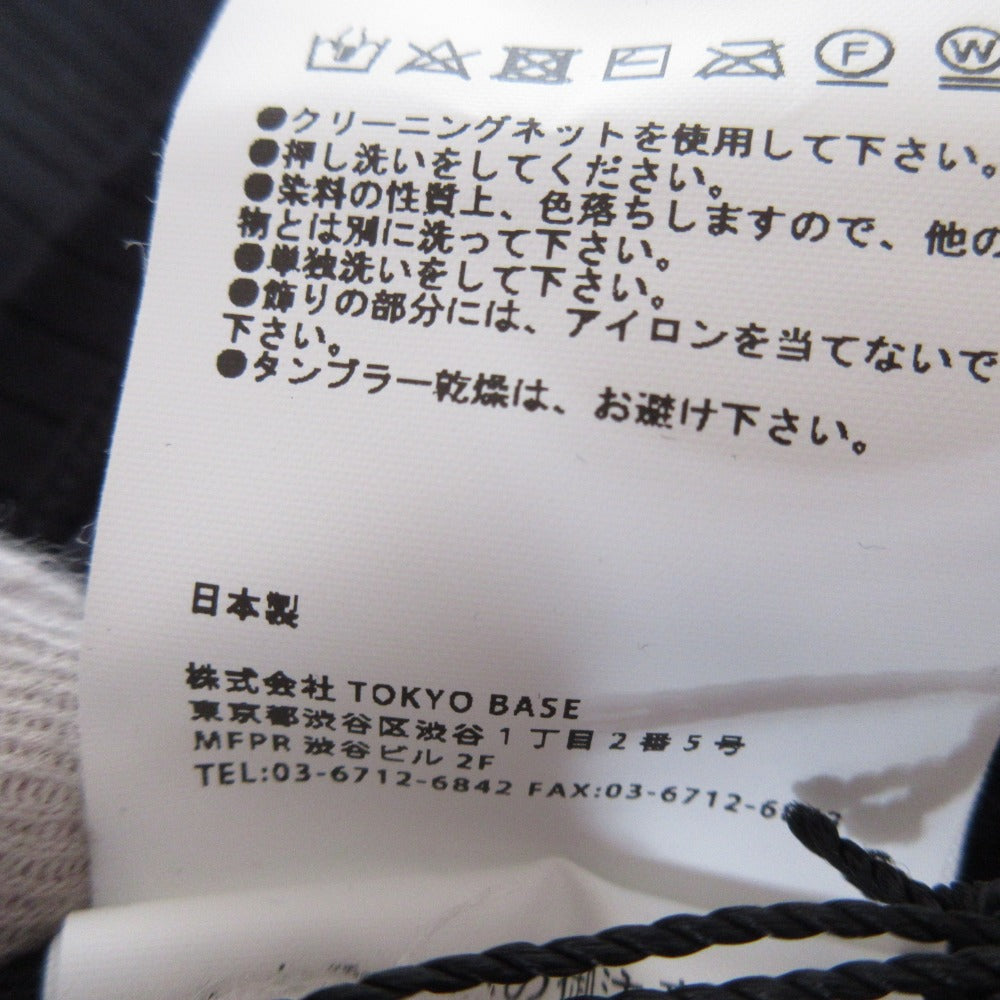 F W
●クリーニングネットを使用して下さい。
●押し洗いをしてください。
●染料の性質上、色落ちしますので、他の
物とは別に洗って下さい。
●単独洗いをして下さい。
●飾りの部分には、アイロンを当てないで
下さい。
●タンブラー乾燥は、お避け下さい。
日本製
株式会社 TOKYO BASE
東京都渋谷区渋谷1丁目2番5号
MFPR 渋谷ビル 2F
TEL:03-6712-6842 FAX:03-6712-6